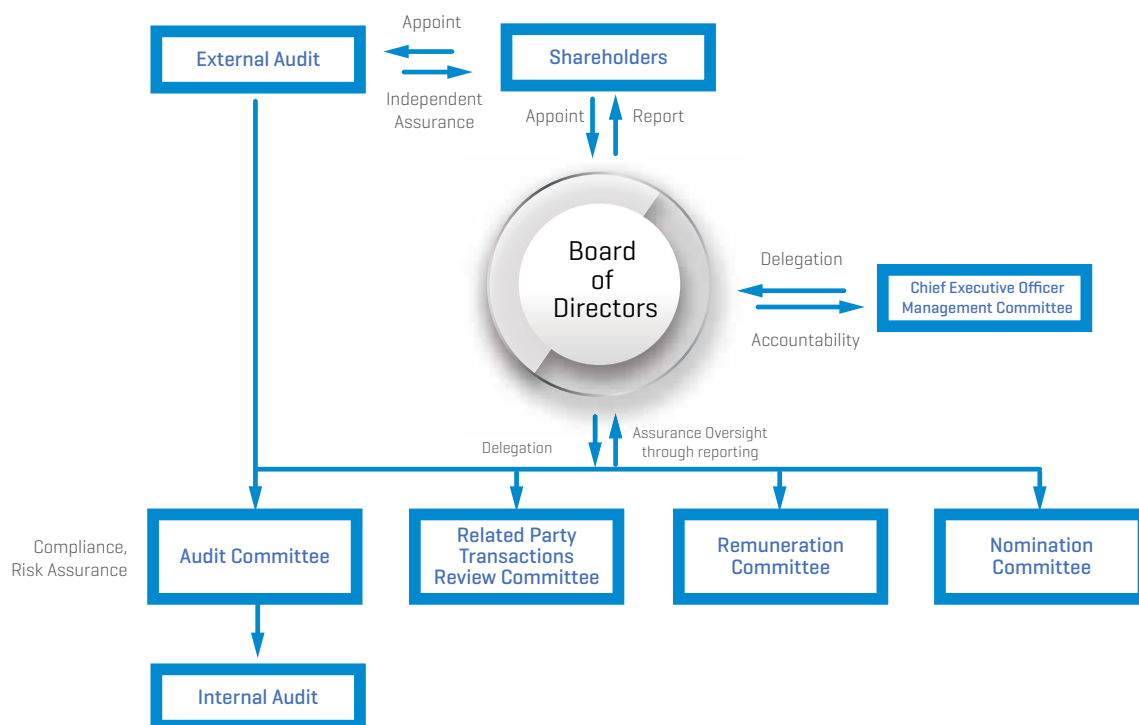 Appoint
External Audit
Shareholders
Independent
Assurance
Appoint
Report
Board
of
Directors
Delegation
Chief Executive Officer
Management Committee
Accountability
Delegation
Assurance Oversight
through reporting
Compliance,
Risk Assurance
Audit Committee
Related Party
Transactions
Review Committee
Remuneration
Committee
Nomination
Committee
Internal Audit